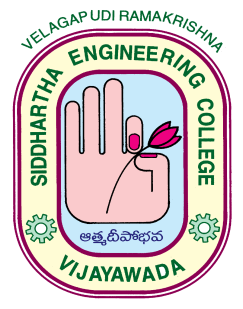 VELAGAPUDI RAMAKRISHNA
SIDDHARTHA ENGINEERING COLLEGE
ఆత్మదీపోభవ
VIJAYAWADA